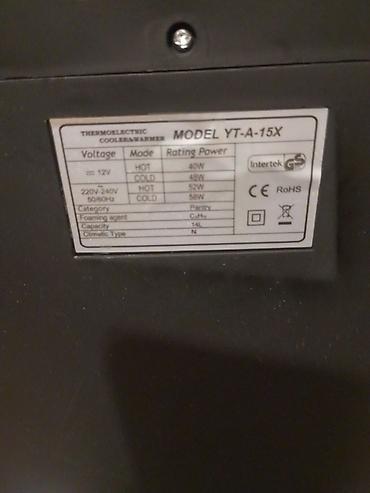 THERMOELECTRIC
COOLER&WARMER MODEL YT-A-15X
Voltage Mode Rating Power
12V HOT 40W
COLD 48W
220V-240V HOT 52W
50/60Hz COLD 58W
Category Pantry
Foaming agent C₅H₁₀
Capacity 14L
Climatic Type N
Intertek GS
CE RoHS